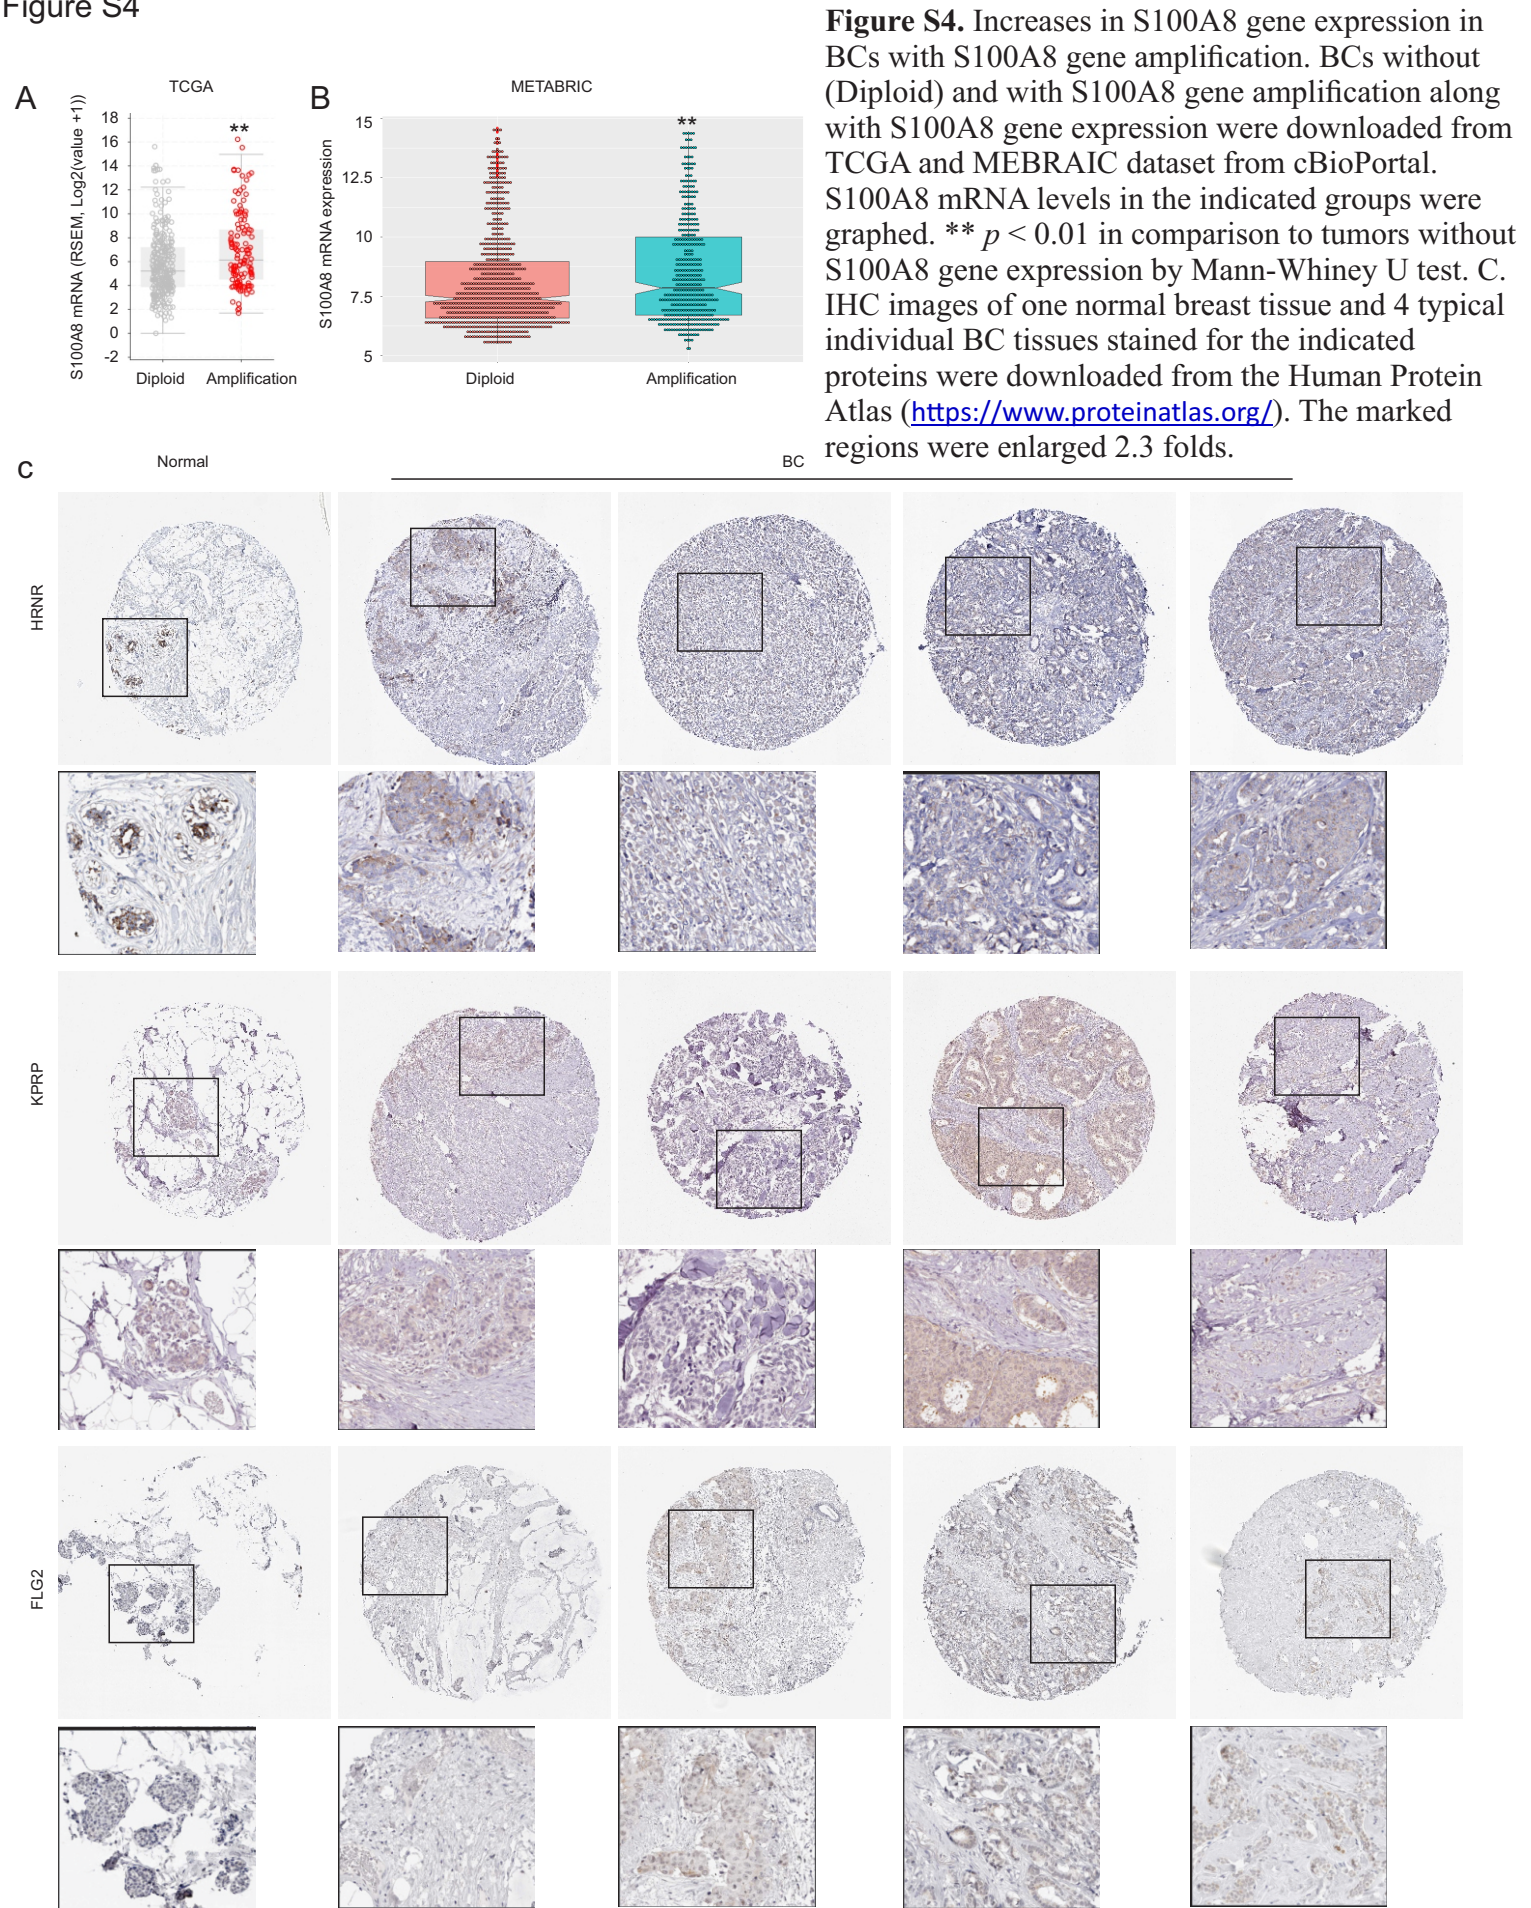 Figure S4
Figure S4. Increases in S100A8 gene expression in
BCs with S100A8 gene amplification. BCs without
(Diploid) and with S100A8 gene amplification along
with S100A8 gene expression were downloaded from
TCGA and MEBRAIC dataset from cBioPortal.
S100A8 mRNA levels in the indicated groups were
graphed. ** p < 0.01 in comparison to tumors without
S100A8 gene expression by Mann-Whiney U test. C.
IHC images of one normal breast tissue and 4 typical
individual BC tissues stained for the indicated
proteins were downloaded from the Human Protein
Atlas (https://www.proteinatlas.org/). The marked
regions were enlarged 2.3 folds.
A
TCGA
S100A8 mRNA (RSEM, Log2(value +1))
18
16
14
12
10
8
6
4
2
0
-2
**
Diploid
Amplification
B
METABRIC
S100A8 mRNA expression
15
12.5
10
7.5
5
**
Diploid
Amplification
c
Normal
BC
HRNR
KPRP
FLG2